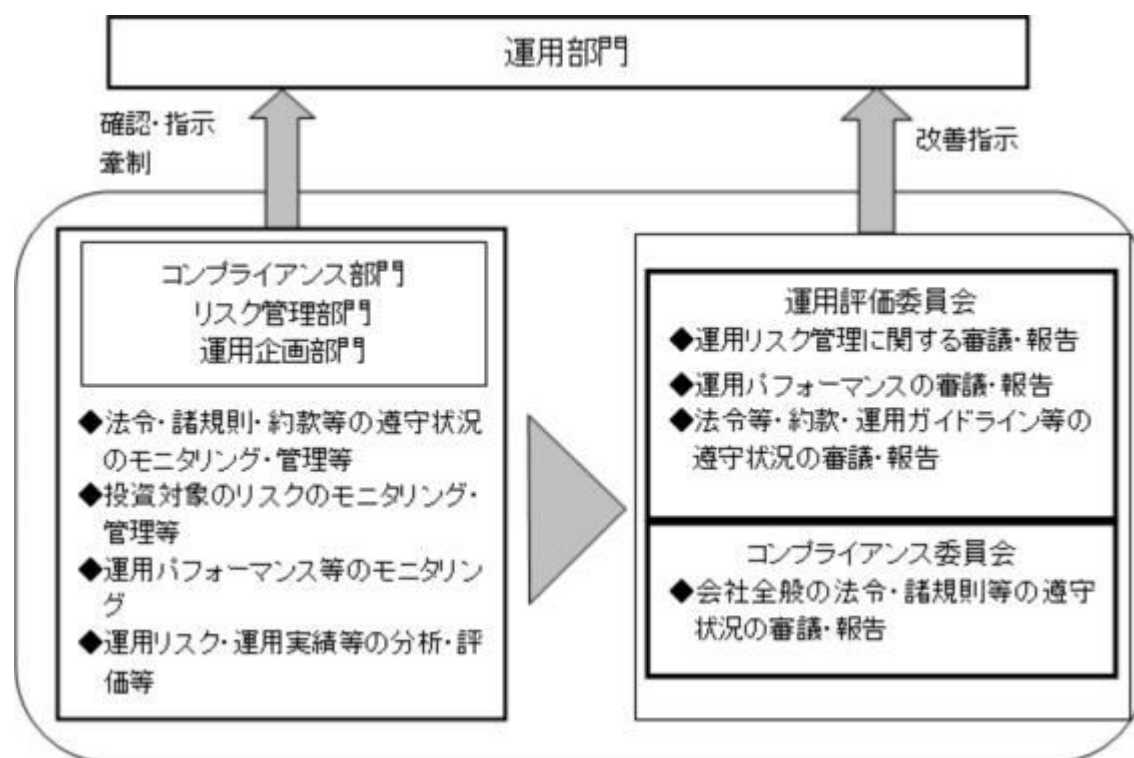 運用部門
確認・指示
牽制
改善指示
コンプライアンス部門
リスク管理部門
運用企画部門
◆法令・諸規則・約款等の遵守状況
のモニタリング・管理等
◆投資対象のリスクのモニタリング・
管理等
◆運用パフォーマンス等のモニタリン
グ
◆運用リスク・運用実績等の分析・評
価等
運用評価委員会
◆運用リスク管理に関する審議・報告
◆運用パフォーマンスの審議・報告
◆法令等・約款・運用ガイドライン等の
遵守状況の審議・報告
コンプライアンス委員会
◆会社全般の法令・諸規則等の遵守
状況の審議・報告